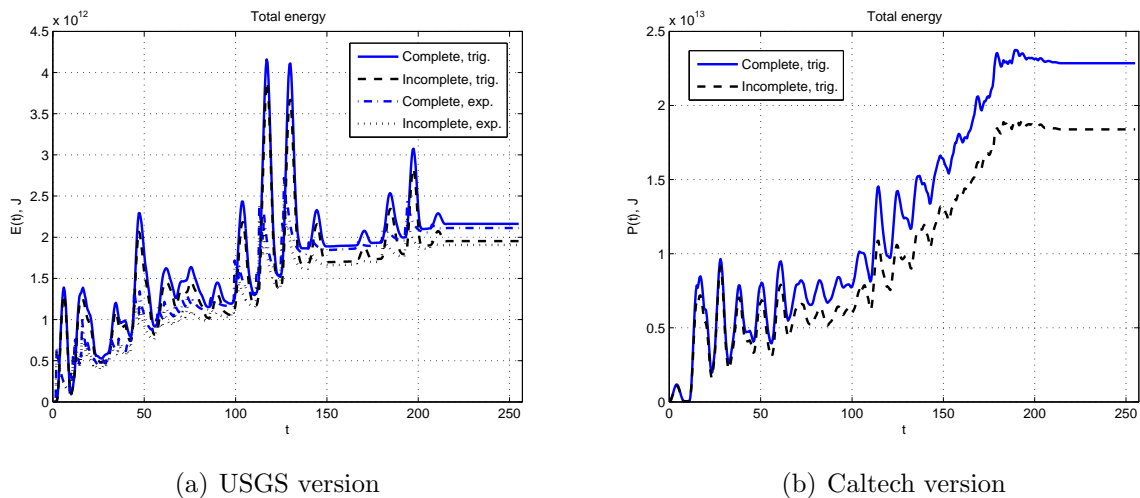 Total energy
x 10^12
4.5
4
3.5
3
2.5
2
1.5
1
0.5
0
E(t), J
Complete, trig.
Incomplete, trig.
Complete, exp.
Incomplete, exp.
0 50 100 150 200 250
t
(a) USGS version
Total energy
x 10^13
2.5
2
1.5
1
0.5
0
P(t), J
Complete, trig.
Incomplete, trig.
0 50 100 150 200 250
t
(b) Caltech version